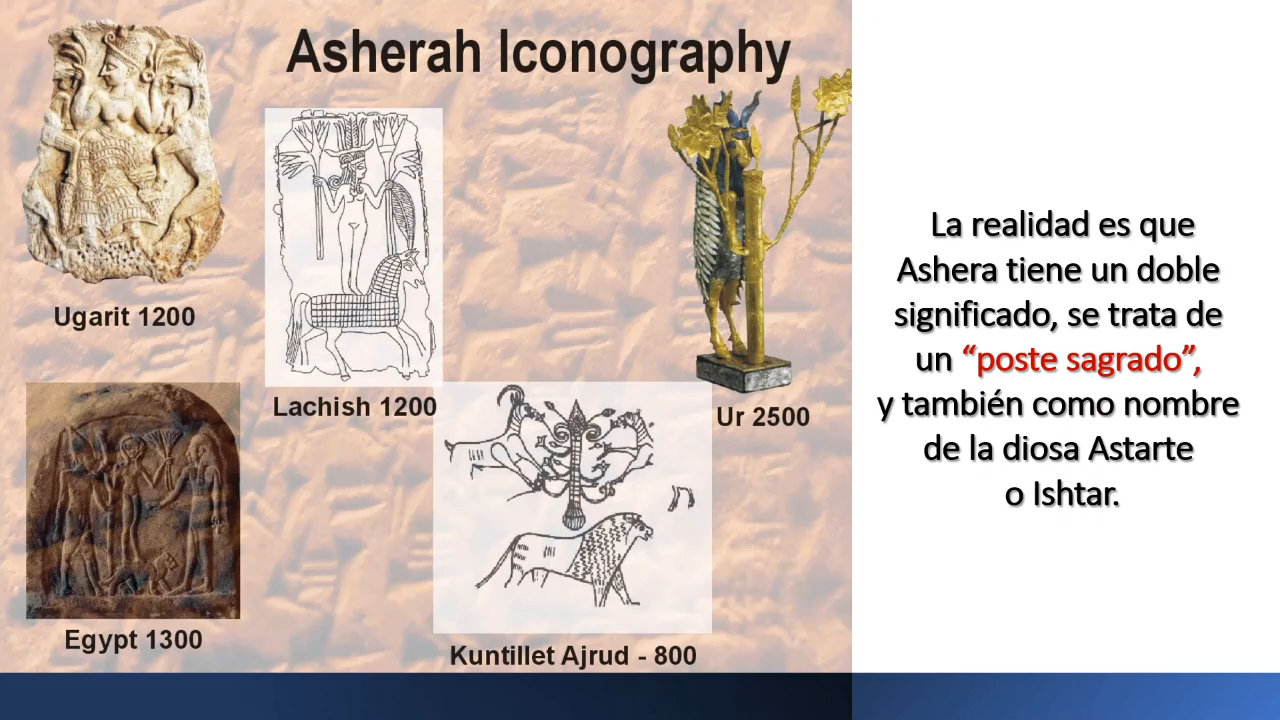 Asherah Iconography
Ugarit 1200
Lachish 1200
Ur 2500
Egypt 1300
Kuntillet Ajrud - 800
La realidad es que
Ashera tiene un doble
significado, se trata de
un “poste sagrado”,
y también como nombre
de la diosa Astarte
o Ishtar.